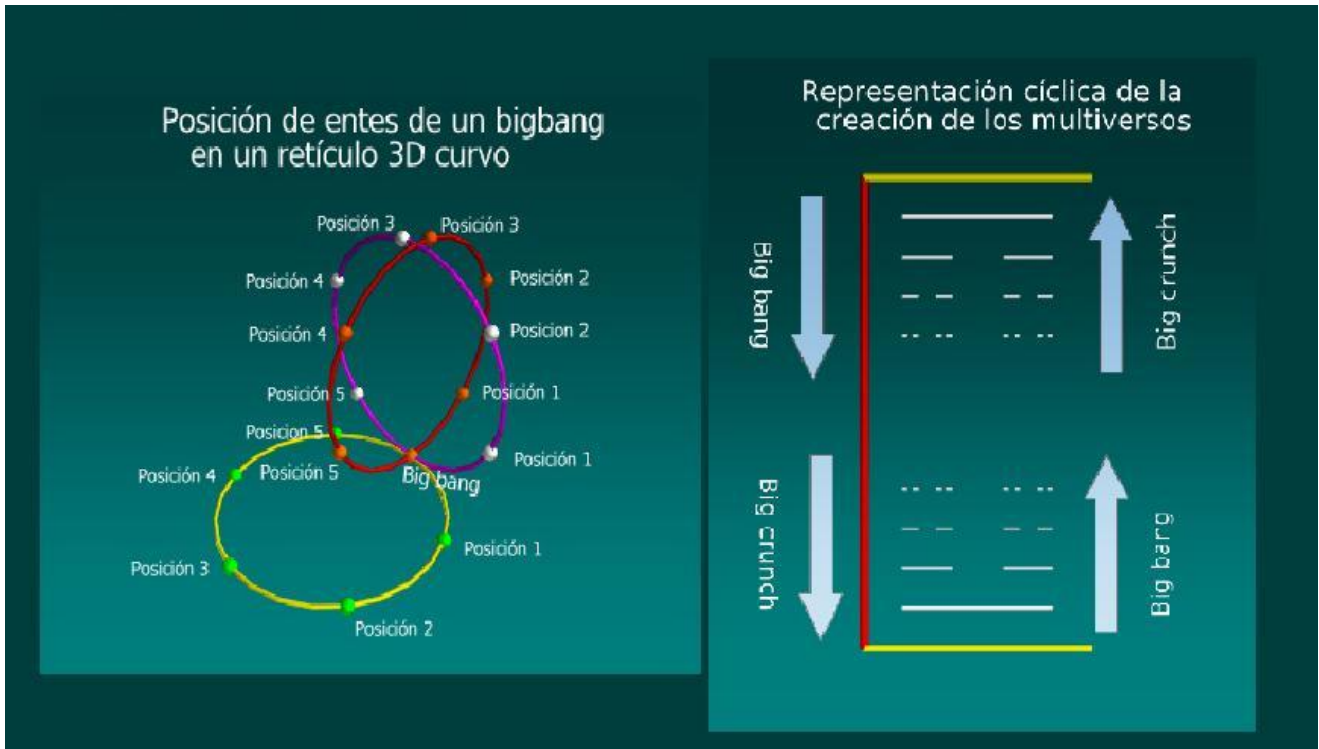 Posición de entes de un bigbang
en un retículo 3D curvo
Posición 3
Posición 3
Posición 4
Posición 2
Posición 4
Posicion 2
Posición 5
Posición 1
Posicion 5
Posición 4
Posición 5
Big bang
Posición 1
Posición 1
Posición 3
Posición 2
Representación cíclica de la
creación de los multiversos
Big bang
Big crunch
Big crunch
Big barg